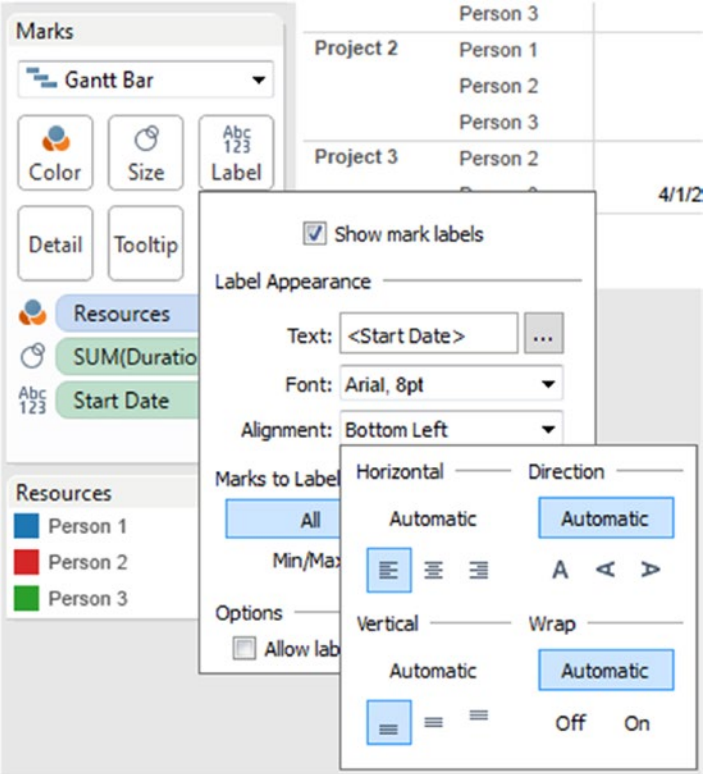 Marks
Gantt Bar
Color
Size
Abc
123
Label
Detail
Tooltip
Resources
SUM(Duratio
Abc
123
Start Date
Resources
Person 1
Person 2
Person 3
Person 3
Project 2
Person 1
Person 2
Person 3
Project 3
Person 2
4/1/2
Show mark labels
Label Appearance
Text: <Start Date> ...
Font: Arial, 8pt
Alignment: Bottom Left
Marks to Label
All
Min/Max
Options
Allow lab
Horizontal
Automatic
Direction
Automatic
A A A
Vertical
Automatic
Wrap
Automatic
Off On